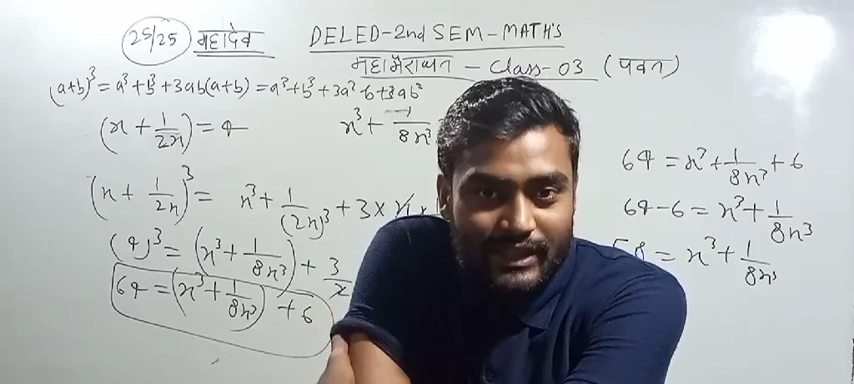 25/25 महादेव DELED-2nd SEM-MATH'S
महामैराथन - Class-03 (पवन)
(a+b)³ = a³+b³+3ab(a+b) = a³+b³+3a²b+3ab²
(x + 1/2x) = 4 x³ + 1/8x³
(x + 1/2x)³ = x³ + 1/(2x)³ + 3 × x ×
(4)³ = (x³ + 1/8x³) + 3/2
64 = (x³ + 1/8x³) + 6
64 = x³ + 1/8x³ + 6
64-6 = x³ + 1/8x³
58 = x³ + 1/8x³